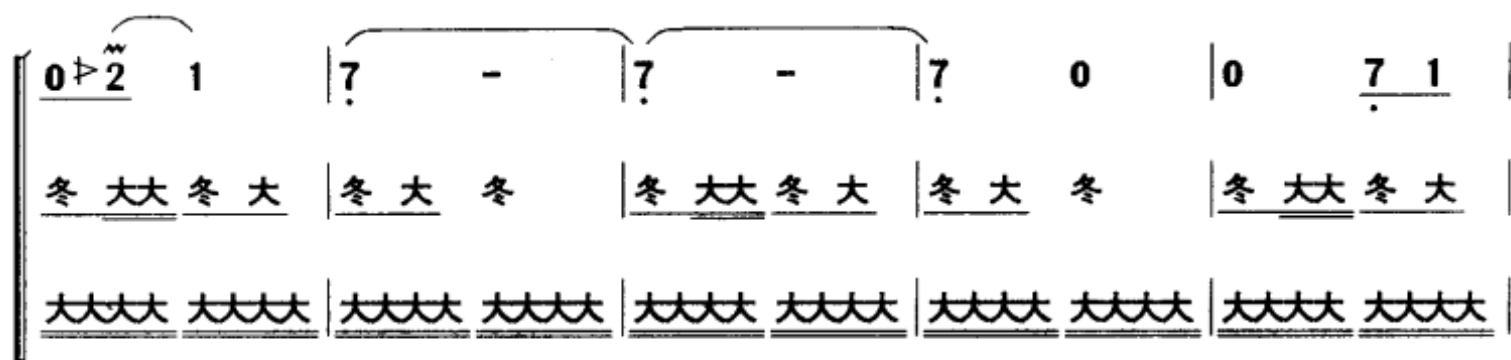 0 2 1 | 7 - | 7 - | 7 0 | 0 7 1 |
冬 大大 冬 大 | 冬 大 冬 | 冬 大大 冬 大 | 冬 大 冬 | 冬 大大 冬 大 |
大大大大 大大大大 | 大大大大 大大大大 | 大大大大 大大大大 | 大大大大 大大大大 | 大大大大 大大大大 |